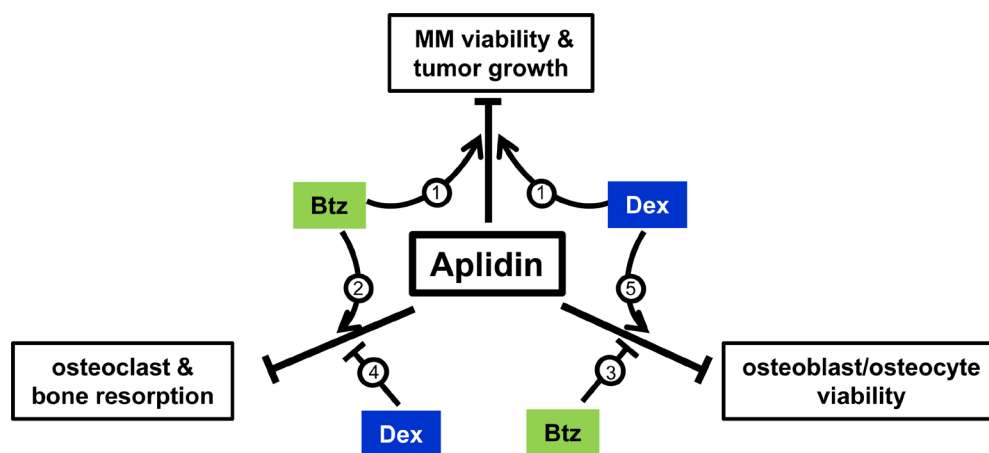 MM viability &
tumor growth
1
1
Btz
Dex
Aplidin
2
5
osteoclast &
bone resorption
4
3
osteoblast/osteocyte
viability
Dex
Btz